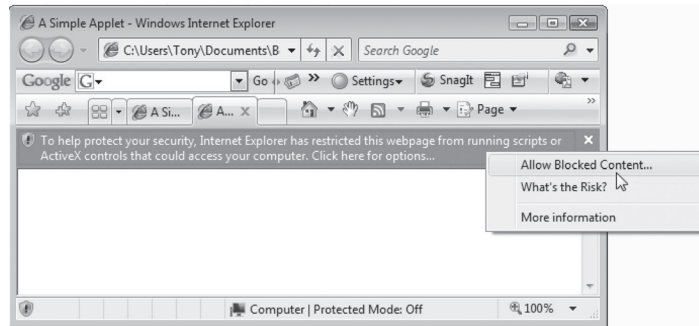 A Simple Applet - Windows Internet Explorer
C:\Users\Tony\Documents\B
Search Google
Google G
Go
»
Settings
SnagIt
A Si...
A... X
Page
»
To help protect your security, Internet Explorer has restricted this webpage from running scripts or
ActiveX controls that could access your computer. Click here for options...
Allow Blocked Content...
What's the Risk?
More information
Computer | Protected Mode: Off
100%